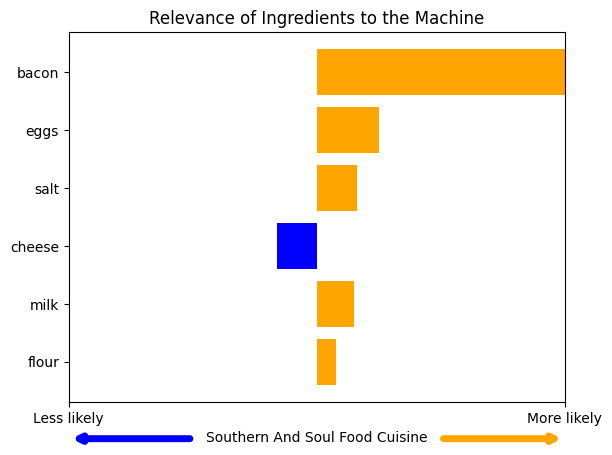 Relevance of Ingredients to the Machine
bacon
eggs
salt
cheese
milk
flour
Less likely
More likely
Southern And Soul Food Cuisine